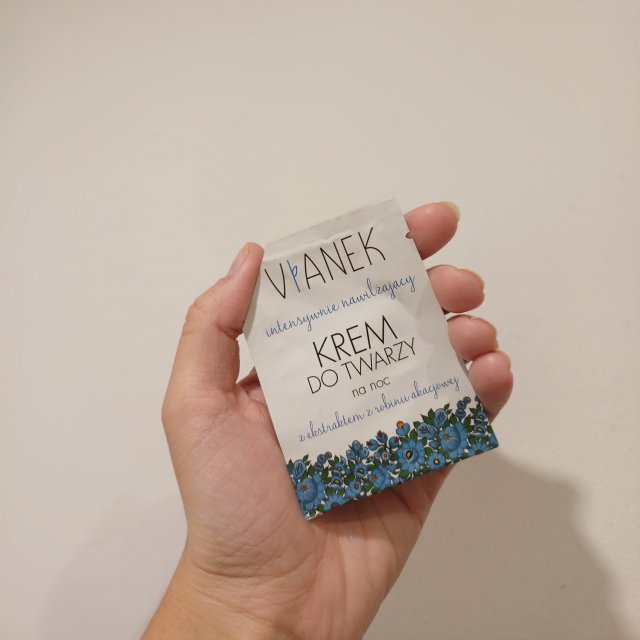 VIANEK
intensywnie nawilżający
KREM
DO TWARZY
na noc
z ekstraktem z robinii akacjowej